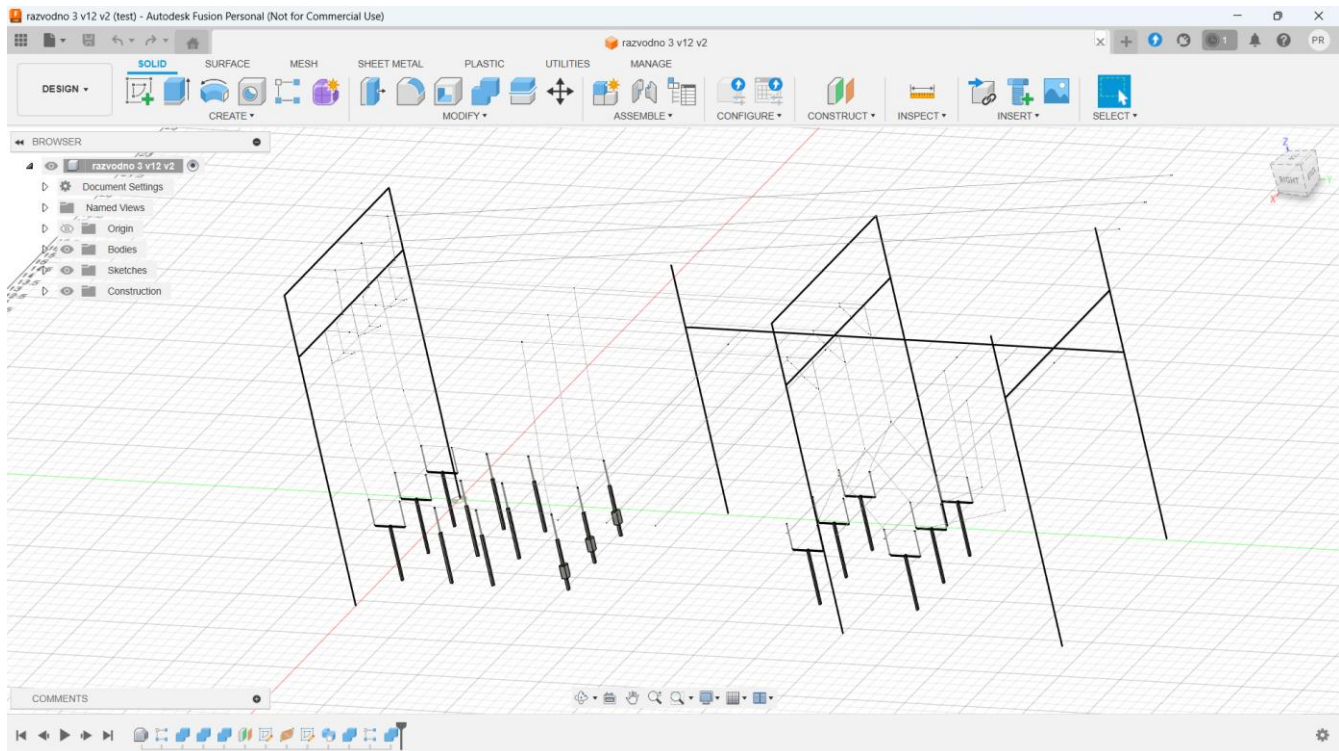 razvodno 3 v12 v2 (test) - Autodesk Fusion Personal (Not for Commercial Use)
razvodno 3 v12 v2
1
PR
DESIGN
SOLID SURFACE MESH SHEET METAL PLASTIC UTILITIES MANAGE
CREATE MODIFY ASSEMBLE CONFIGURE CONSTRUCT INSPECT INSERT SELECT
BROWSER
razvodno 3 v12 v2
Document Settings
Named Views
Origin
Bodies
Sketches
Construction
Z
RIGHT
X
COMMENTS